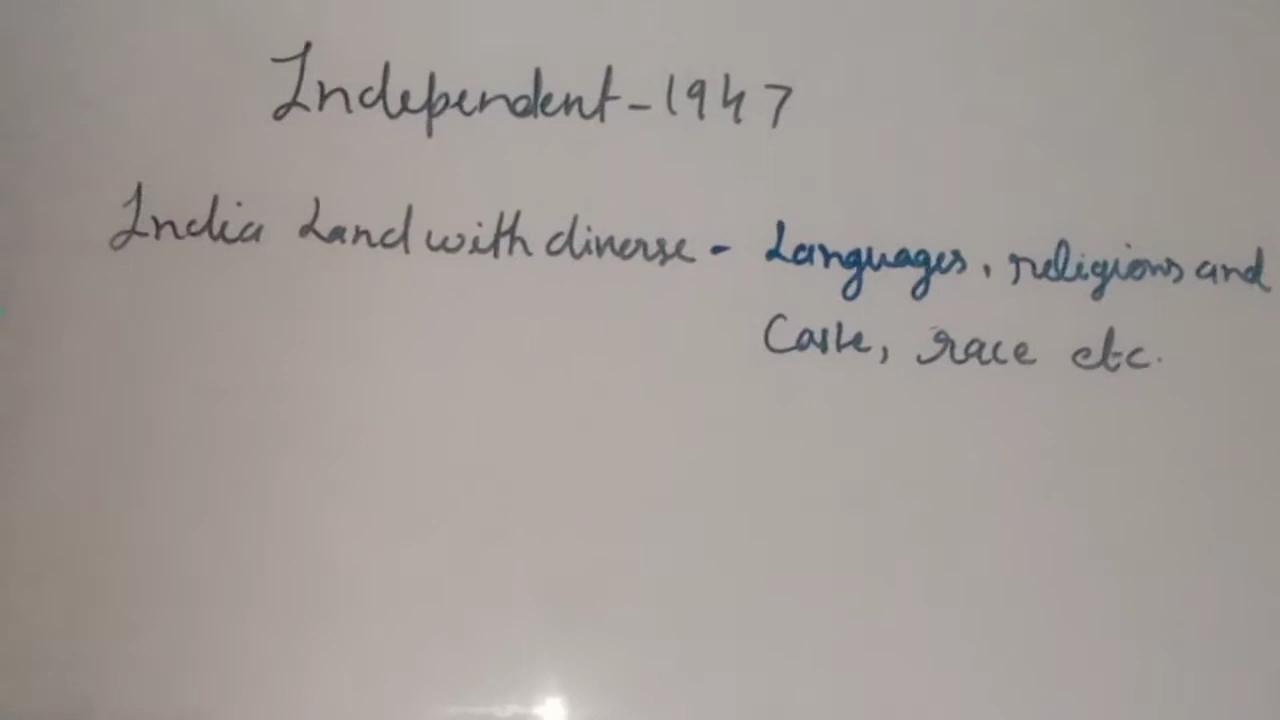 Independent - 1947
India Land with diverse - Languages, religions and
Caste, race etc.